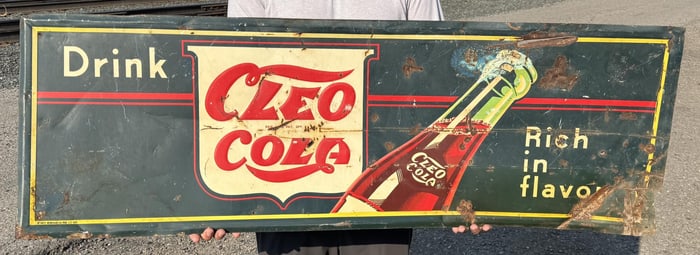 Drink
CLEO
COLA
CLEO
COLA
Rich
in
flavor